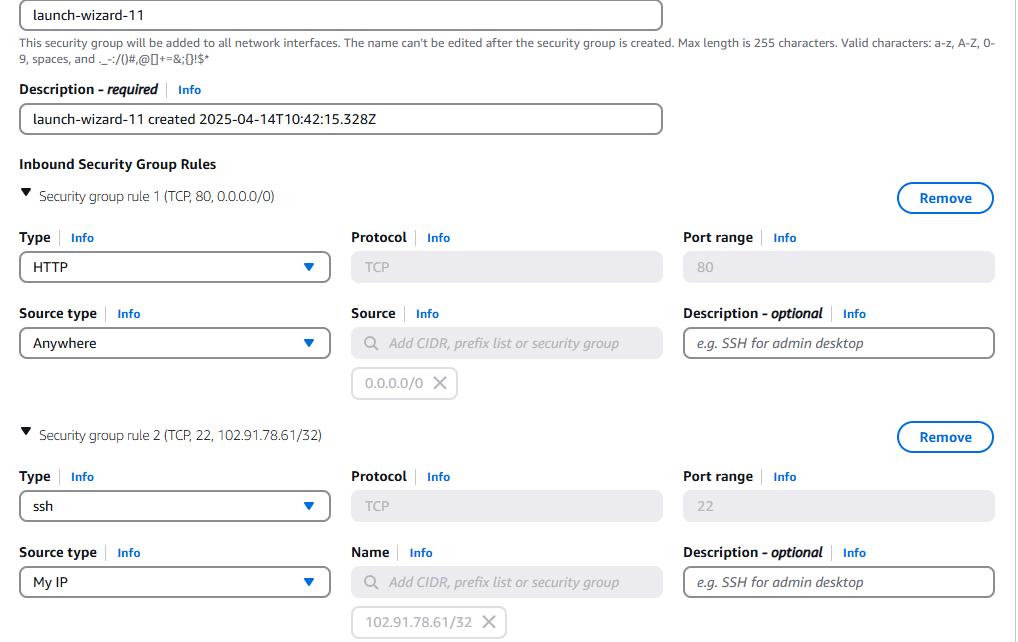 launch-wizard-11
This security group will be added to all network interfaces. The name can't be edited after the security group is created. Max length is 255 characters. Valid characters: a-z, A-Z, 0-
9, spaces, and ._-:/()#,@[]+=&;{}!$*
Description - required Info
launch-wizard-11 created 2025-04-14T10:42:15.328Z
Inbound Security Group Rules
Security group rule 1 (TCP, 80, 0.0.0.0/0)
Remove
Type Info Protocol Info Port range Info
HTTP TCP 80
Source type Info Source Info Description - optional Info
Anywhere Add CIDR, prefix list or security group e.g. SSH for admin desktop
0.0.0.0/0
Security group rule 2 (TCP, 22, 102.91.78.61/32)
Remove
Type Info Protocol Info Port range Info
ssh TCP 22
Source type Info Name Info Description - optional Info
My IP Add CIDR, prefix list or security group e.g. SSH for admin desktop
102.91.78.61/32